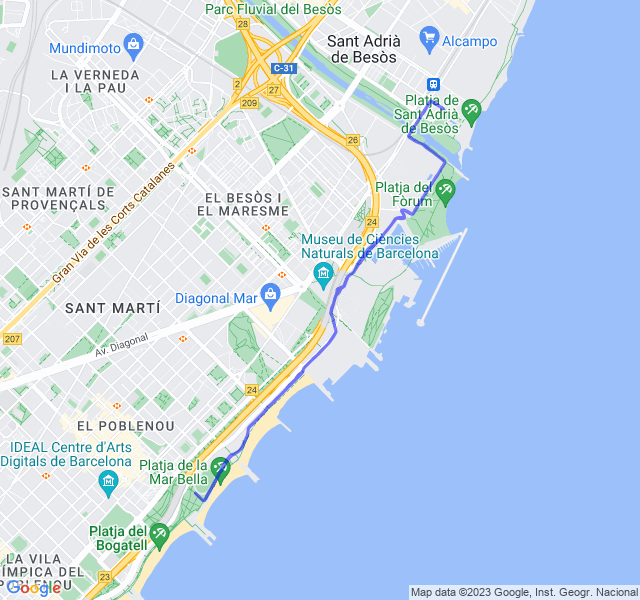 Parc Fluvial del Besòs
28
Sant Adrià
de Besòs
Alcampo
Mundimoto
LA VERNEDA
I LA PAU
C-31
2
27
209
Platja de
Sant Adrià
de Besòs
26
Gran Via de les Corts Catalanes
SANT MARTÍ DE
PROVENÇALS
EL BESÒS I
EL MARESME
Platja del
Fòrum
24
Museu de Ciències
Naturals de Barcelona
Diagonal Mar
SANT MARTÍ
207
Av. Diagonal
24
EL POBLENOU
IDEAL Centre d'Arts
Digitals de Barcelona
Platja de la
Mar Bella
Platja del
Bogatell
LA VILA
ÍMPICA DEL
POBLENOU
23
Google
Map data ©2023 Google, Inst. Geogr. Nacional